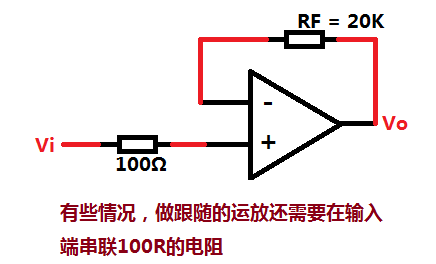 RF = 20K
-
Vo
Vi
+
100Ω
有些情况，做跟随的运放还需要在输入
端串联100R的电阻